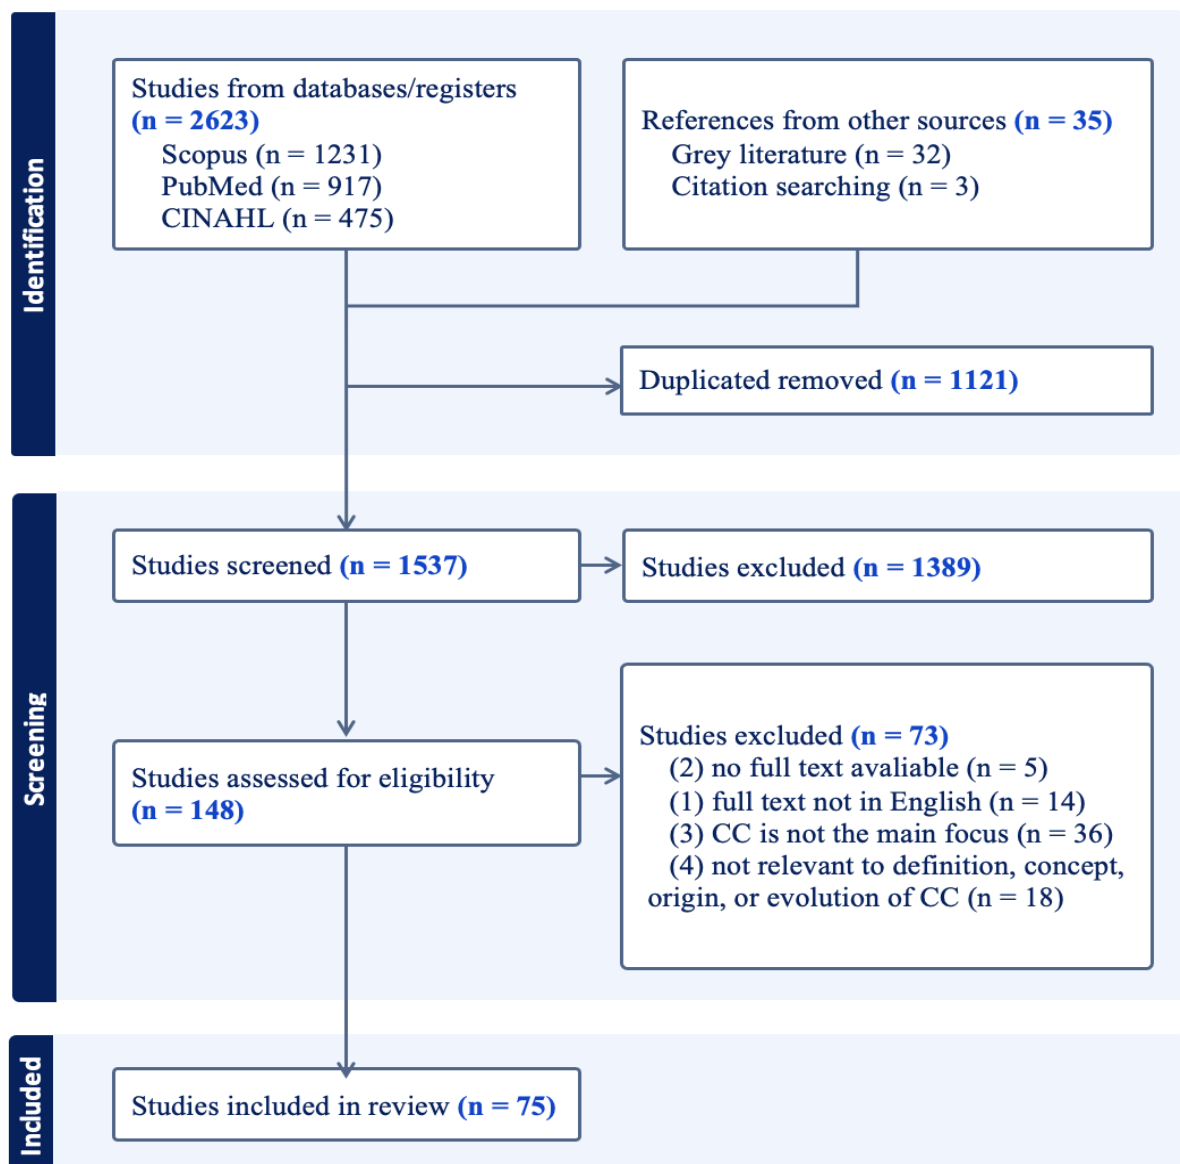 Identification
Studies from databases/registers
(n = 2623)
Scopus (n = 1231)
PubMed (n = 917)
CINAHL (n = 475)
References from other sources (n = 35)
Grey literature (n = 32)
Citation searching (n = 3)
Duplicated removed (n = 1121)
Screening
Studies screened (n = 1537)
Studies excluded (n = 1389)
Studies assessed for eligibility
(n = 148)
Studies excluded (n = 73)
(2) no full text avaliable (n = 5)
(1) full text not in English (n = 14)
(3) CC is not the main focus (n = 36)
(4) not relevant to definition, concept,
origin, or evolution of CC (n = 18)
Included
Studies included in review (n = 75)